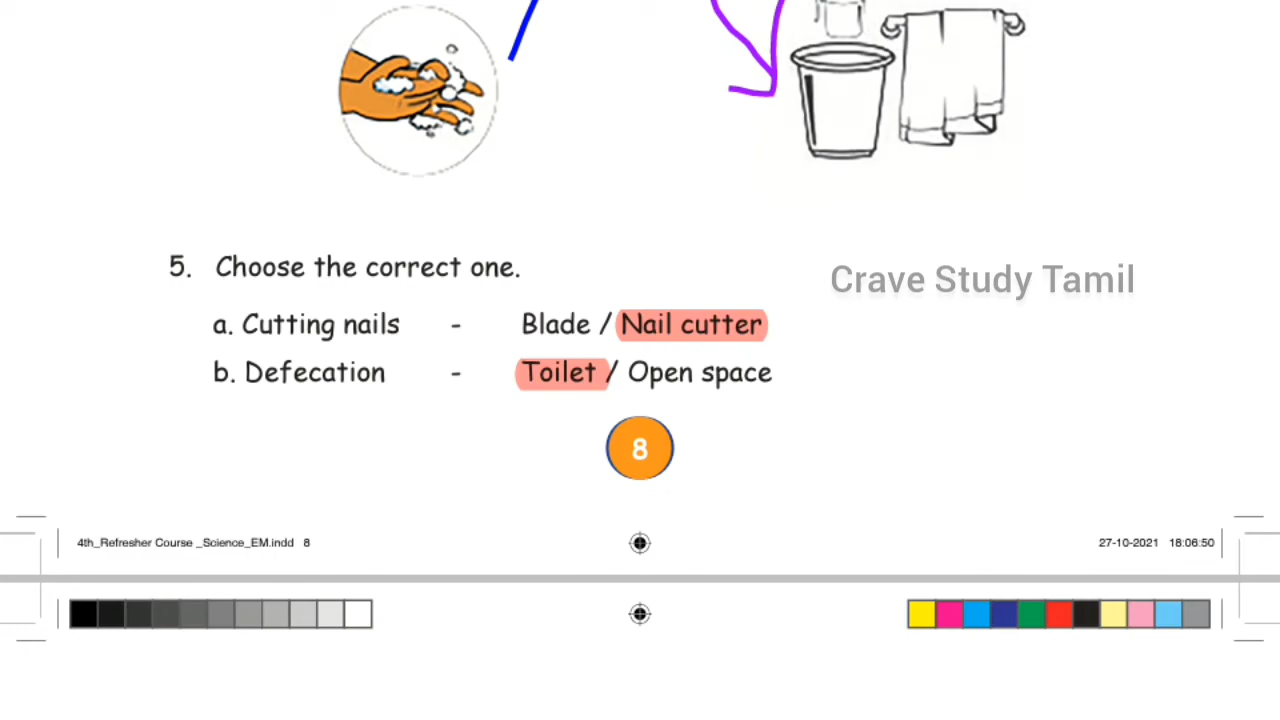 5. Choose the correct one.
Crave Study Tamil
a. Cutting nails - Blade / Nail cutter
b. Defecation - Toilet / Open space
8
4th_Refresher Course _Science_EM.indd 8
27-10-2021 18:06:50